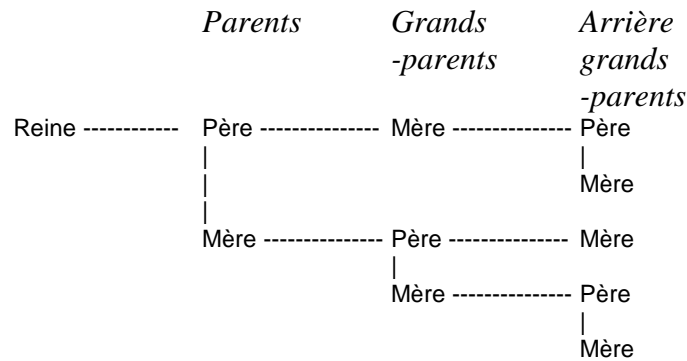 Parents Grands Arrière
-parents grands
-parents
Reine ------------ Père --------------- Mère --------------- Père
|
|
| Mère
|
Mère --------------- Père --------------- Mère
|
Mère --------------- Père
|
Mère